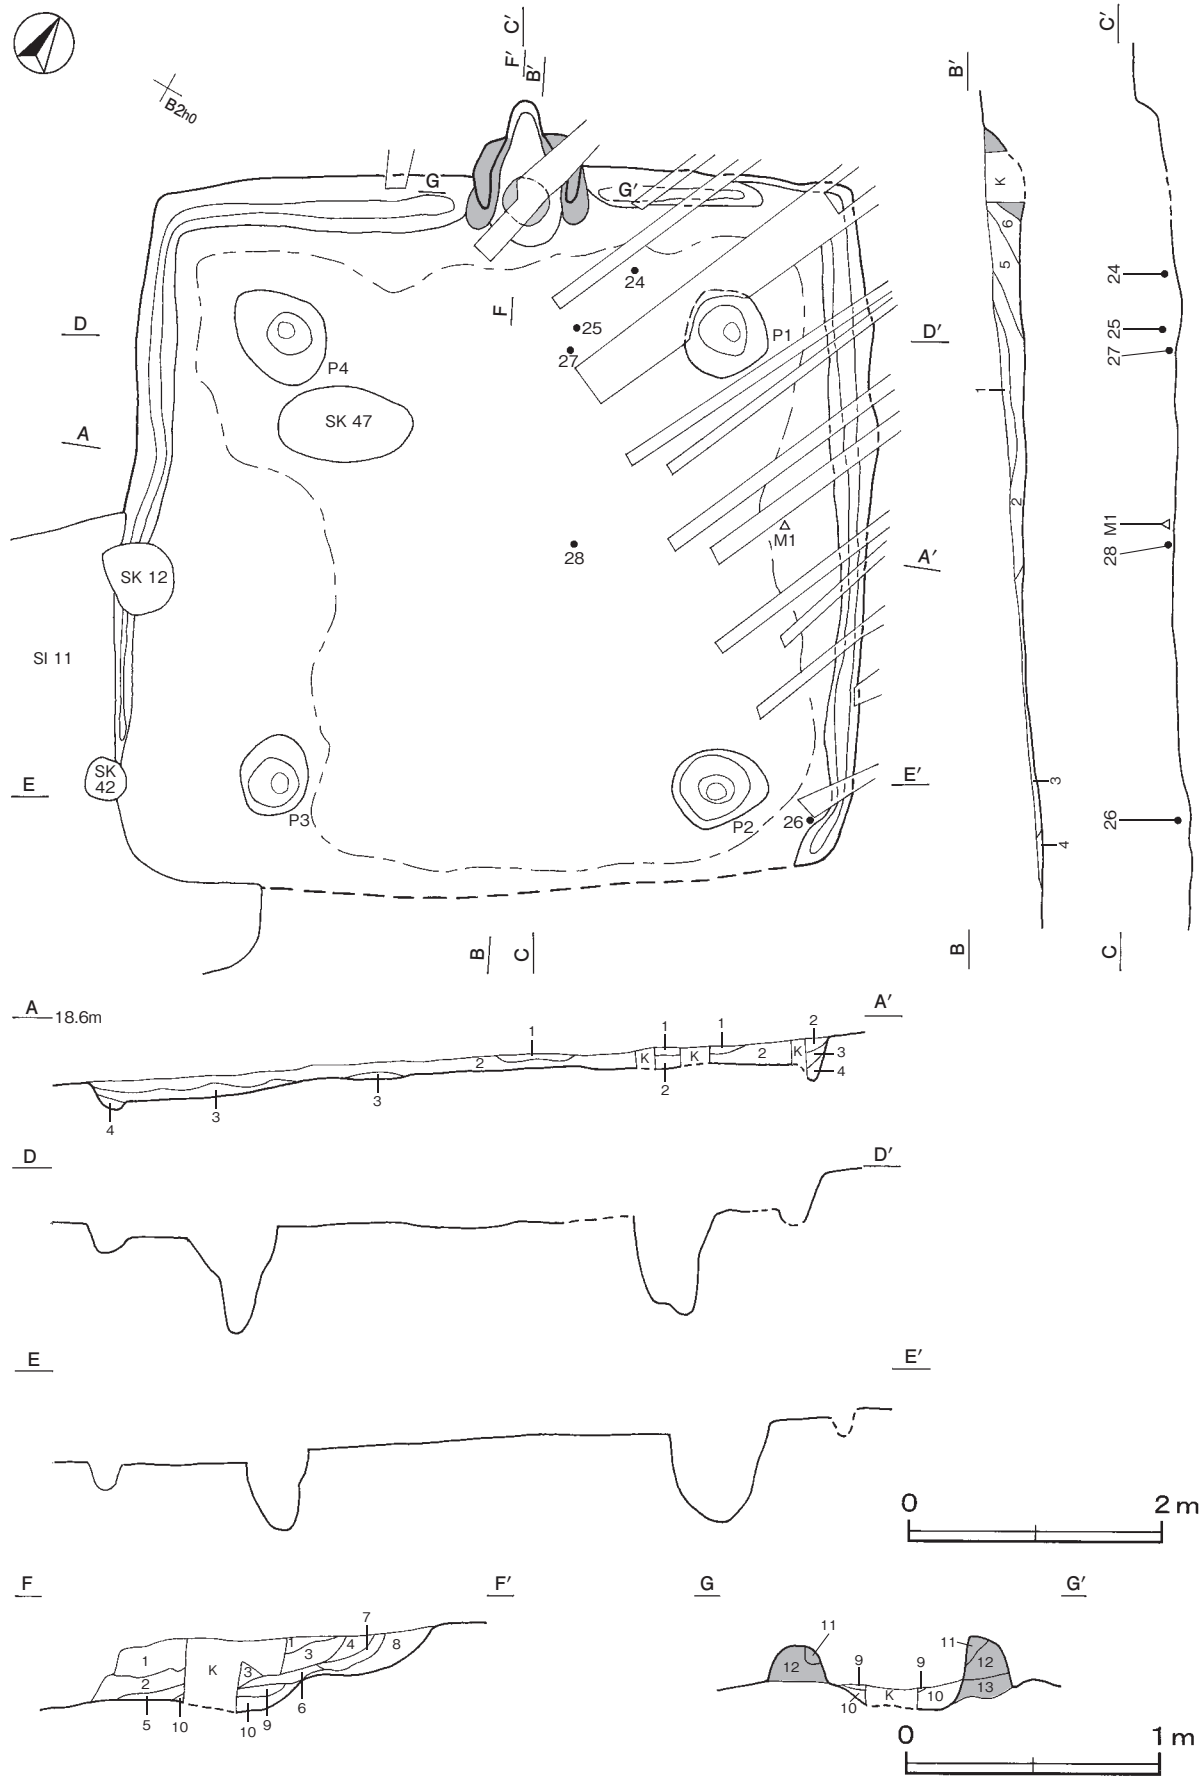 C′
F′
B′
B2h0
G
G′
24
25
27
F
D
P4
P1
D′
SK 47
A
M1
28
A′
SK 12
SI 11
E
SK
42
P3
P2
26
E′
B
C
B′
K
6
5
1
2
3
4
B
C′
24
25
27
M1
28
26
C
A
18.6m
A′
1
1
1
2
2
K
K
2
K
3
4
2
3
3
4
D
D′
E
E′
0
2 m
F
F′
1
2
K
1
3
3
4
7
8
5
10
10
9
6
G
G′
11
12
9
10
K
9
10
11
12
13
0
1 m